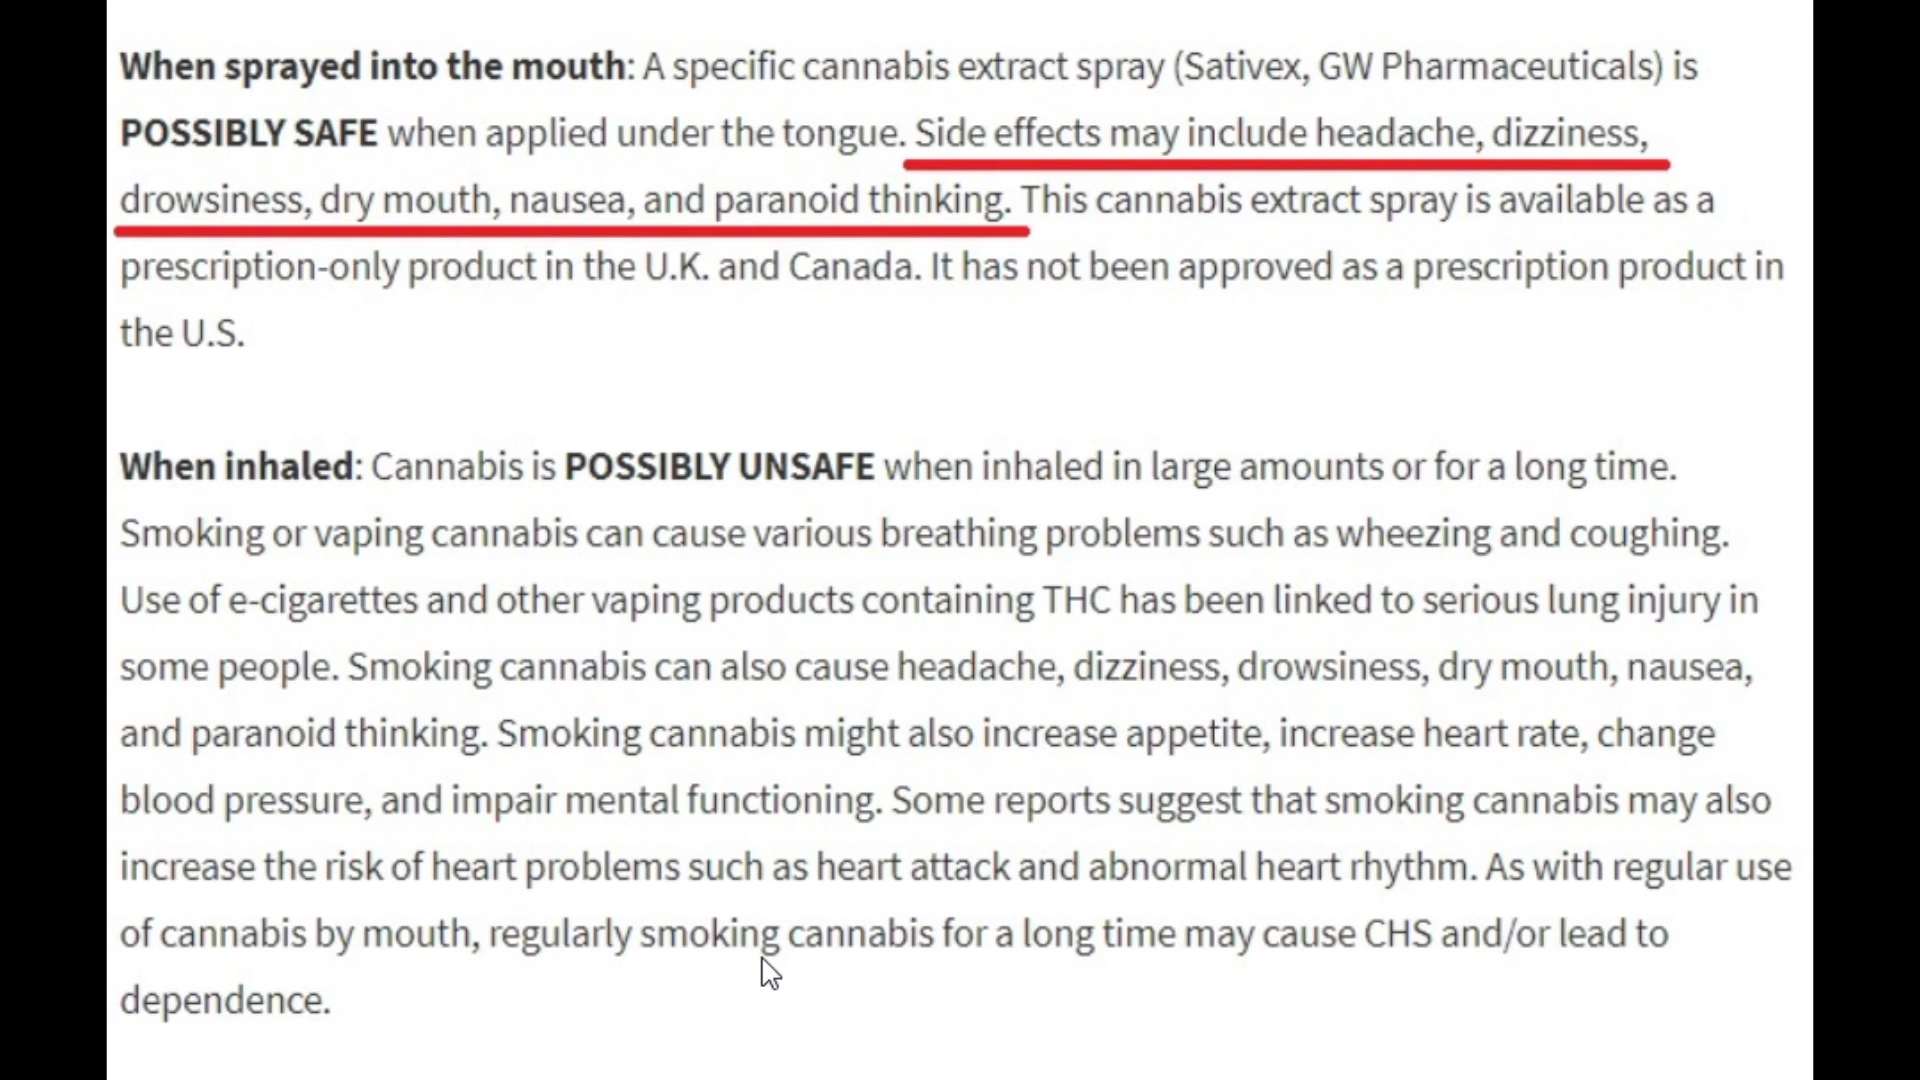 When sprayed into the mouth: A specific cannabis extract spray (Sativex, GW Pharmaceuticals) is
POSSIBLY SAFE when applied under the tongue. Side effects may include headache, dizziness,
drowsiness, dry mouth, nausea, and paranoid thinking. This cannabis extract spray is available as a
prescription-only product in the U.K. and Canada. It has not been approved as a prescription product in
the U.S.
When inhaled: Cannabis is POSSIBLY UNSAFE when inhaled in large amounts or for a long time.
Smoking or vaping cannabis can cause various breathing problems such as wheezing and coughing.
Use of e-cigarettes and other vaping products containing THC has been linked to serious lung injury in
some people. Smoking cannabis can also cause headache, dizziness, drowsiness, dry mouth, nausea,
and paranoid thinking. Smoking cannabis might also increase appetite, increase heart rate, change
blood pressure, and impair mental functioning. Some reports suggest that smoking cannabis may also
increase the risk of heart problems such as heart attack and abnormal heart rhythm. As with regular use
of cannabis by mouth, regularly smoking cannabis for a long time may cause CHS and/or lead to
dependence.